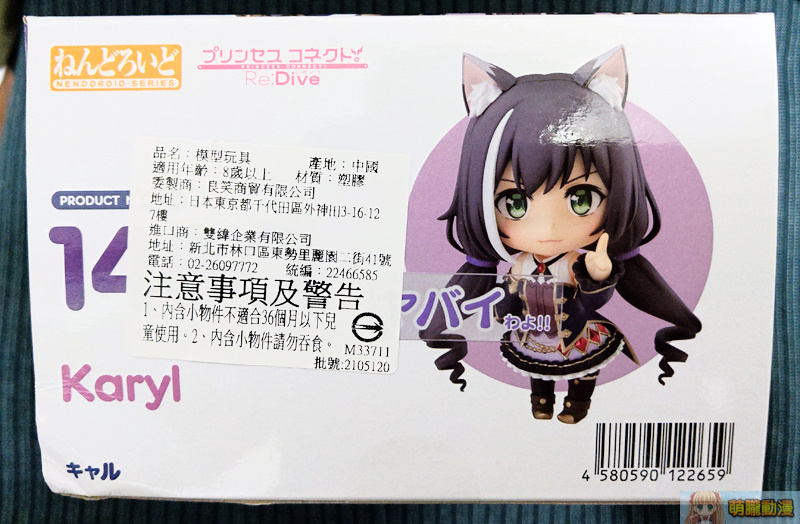 ねんどろいど
NENDOROID-SERIES
プリンセス コネクト!
PRINCESS CONNECT!
Re:Dive
品名:模型玩具 產地:中國
適用年齡:8歲以上 材質:塑膠
委製商:良笑商貿有限公司
地址:日本東京都千代田區外神田3-16-12
7樓
進口商:雙緯企業有限公司
地址:新北市林口區東勢里麗園二街41號
電話:02-26097772 統編:22466585
注意事項及警告
1、內含小物件不適合36個月以下兒
童使用。2、內含小物件請勿吞食。
M33711
批號:2105120
PRODUCT
14
ヤバイわよ!!
Karyl
キャル
4 580590 122659
萌朧動漫